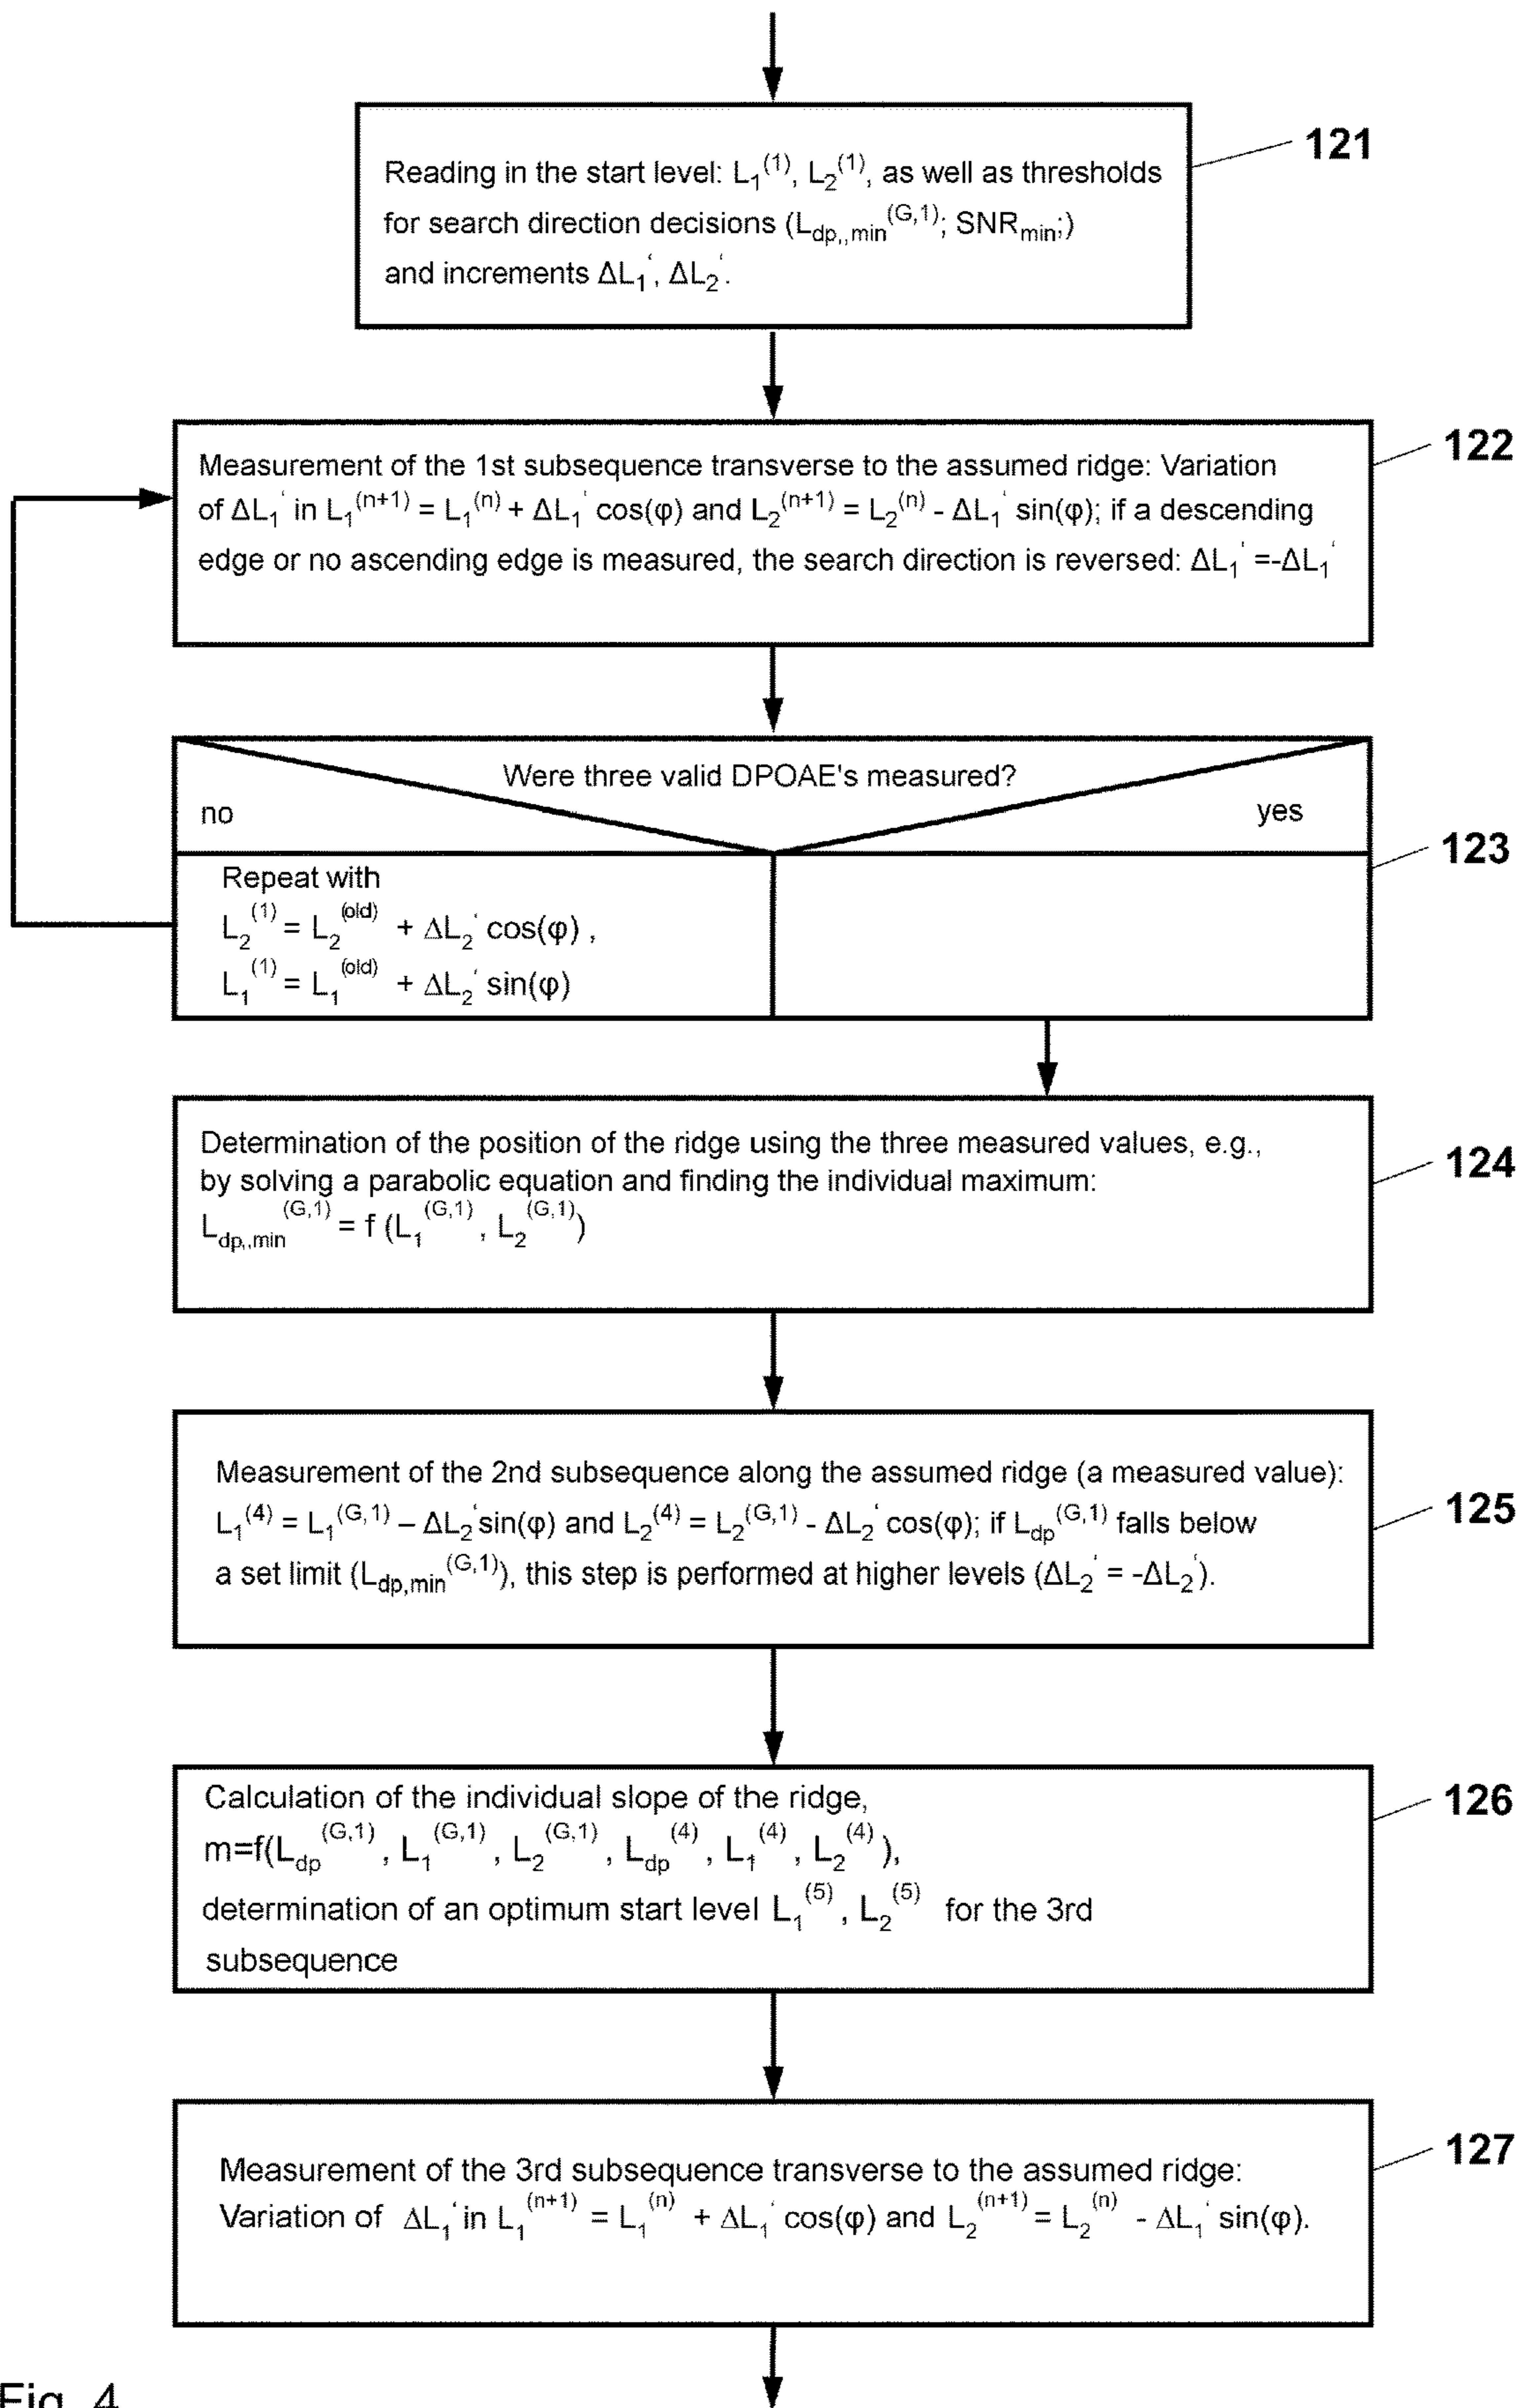 121
Reading in the start level: L₁⁽¹⁾, L₂⁽¹⁾, as well as thresholds
for search direction decisions (L_dp,,min^(G,1); SNR_min;)
and increments ΔL₁‘, ΔL₂‘.
122
Measurement of the 1st subsequence transverse to the assumed ridge: Variation
of ΔL₁‘ in L₁^(n+1) = L₁^(n) + ΔL₁‘ cos(φ) and L₂^(n+1) = L₂^(n) - ΔL₁‘ sin(φ); if a descending
edge or no ascending edge is measured, the search direction is reversed: ΔL₁‘ =-ΔL₁‘
Were three valid DPOAE's measured?
no
yes
123
Repeat with
L₂^(1) = L₂^(old) + ΔL₂‘ cos(φ) ,
L₁^(1) = L₁^(old) + ΔL₂‘ sin(φ)
124
Determination of the position of the ridge using the three measured values, e.g.,
by solving a parabolic equation and finding the individual maximum:
L_dp,,min^(G,1) = f (L₁^(G,1) , L₂^(G,1))
125
Measurement of the 2nd subsequence along the assumed ridge (a measured value):
L₁^(4) = L₁^(G,1) – ΔL₂‘sin(φ) and L₂^(4) = L₂^(G,1) - ΔL₂‘ cos(φ); if L_dp^(G,1) falls below
a set limit (L_dp,min^(G,1)), this step is performed at higher levels (ΔL₂‘ = -ΔL₂‘).
126
Calculation of the individual slope of the ridge,
m=f(L_dp^(G,1) , L₁^(G,1) , L₂^(G,1) , L_dp^(4) , L₁^(4) , L₂^(4) ),
determination of an optimum start level L₁^(5) , L₂^(5) for the 3rd
subsequence
127
Measurement of the 3rd subsequence transverse to the assumed ridge:
Variation of ΔL₁‘ in L₁^(n+1) = L₁^(n) + ΔL₁‘ cos(φ) and L₂^(n+1) = L₂^(n) - ΔL₁‘ sin(φ).
Fig. 4